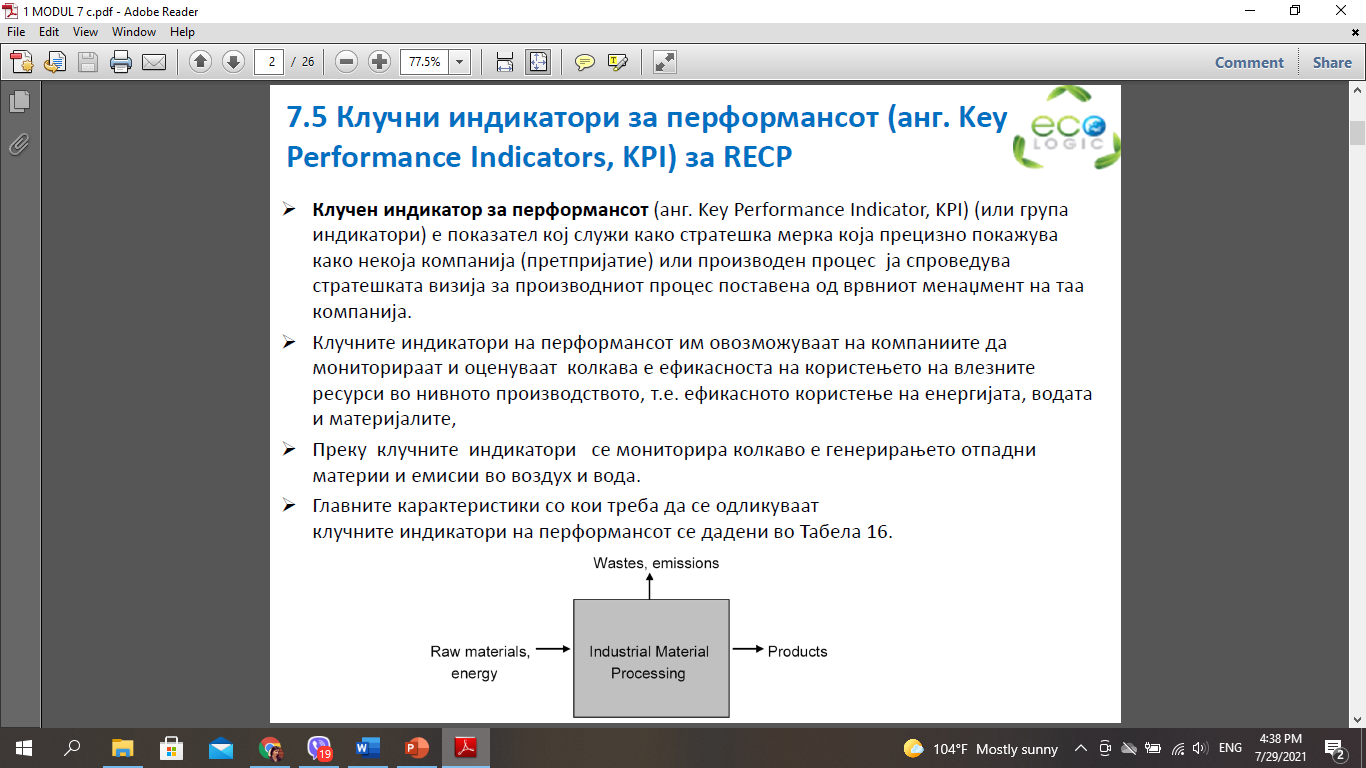 1 MODUL 7 c.pdf - Adobe Reader
File Edit View Window Help
2 / 26 77.5% Comment Share
7.5 Клучни индикатори за перформансот (анг. Key
Performance Indicators, KPI) за RECP
eco
LOGIC
Клучен индикатор за перформансот (анг. Key Performance Indicator, KPI) (или група
индикатори) е показател кој служи како стратешка мерка која прецизно покажува
како некоја компанија (претпријатие) или производен процес ја спроведува
стратешката визија за производниот процес поставена од врвниот менаџмент на таа
компанија.
Клучните индикатори на перформансот им овозможуваат на компаниите да
мониторираат и оценуваат колкава е ефикасноста на користењето на влезните
ресурси во нивното производството, т.е. ефикасното користење на енергијата, водата
и материјалите,
Преку клучните индикатори се мониторира колкаво е генерирањето отпадни
материи и емисии во воздух и вода.
Главните карактеристики со кои треба да се одликуваат
клучните индикатори на перформансот се дадени во Табела 16.
Wastes, emissions
Raw materials,
energy
Industrial Material
Processing
Products
19
104°F Mostly sunny
ENG
4:38 PM
7/29/2021
2